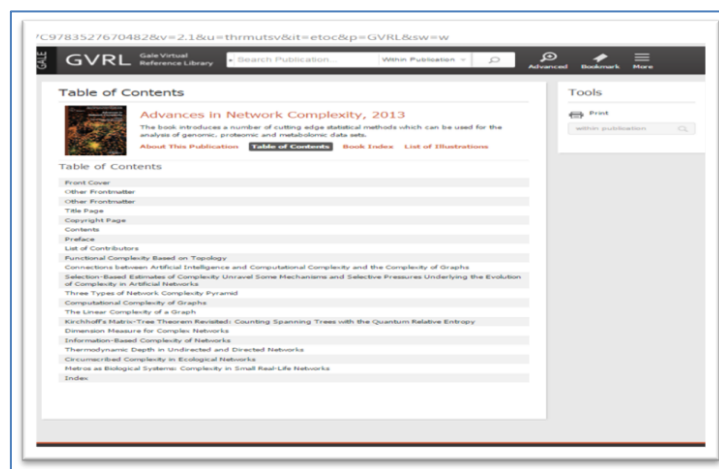 C9783527670482&v=2.1&u=thrmutsv&it=etoc&p=GVRL&sw=w
GALE
GVRL
Gale Virtual
Reference Library
Search Publication...
Within Publication
Advanced
Bookmark
More
Table of Contents
Advances in Network Complexity, 2013
The book introduces a number of cutting edge statistical methods which can be used for the
analysis of genomic, proteomic and metabolomic data sets.
About This Publication Table of Contents Book Index List of Illustrations
Table of Contents
Front Cover
Other Frontmatter
Other Frontmatter
Title Page
Copyright Page
Contents
Preface
List of Contributors
Functional Complexity Based on Topology
Connections between Artificial Intelligence and Computational Complexity and the Complexity of Graphs
Selection-Based Estimates of Complexity Unravel Some Mechanisms and Selective Pressures Underlying the Evolution
of Complexity in Artificial Networks
Three Types of Network Complexity Pyramid
Computational Complexity of Graphs
The Linear Complexity of a Graph
Kirchhoff's Matrix-Tree Theorem Revisited: Counting Spanning Trees with the Quantum Relative Entropy
Dimension Measure for Complex Networks
Information-Based Complexity of Networks
Thermodynamic Depth in Undirected and Directed Networks
Circumscribed Complexity in Ecological Networks
Metros as Biological Systems: Complexity in Small Real-Life Networks
Index
Tools
Print
within publication